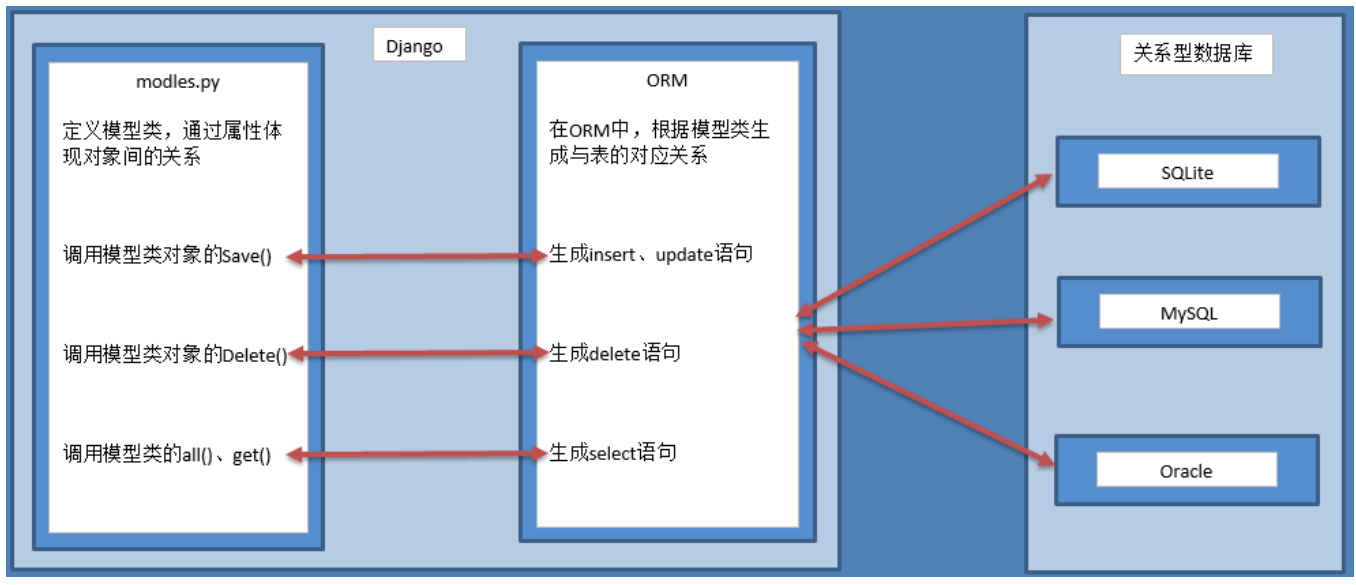 Django
modles.py
定义模型类，通过属性体
现对象间的关系
调用模型类对象的Save()
调用模型类对象的Delete()
调用模型类的all()、get()
ORM
在ORM中，根据模型类生
成与表的对应关系
生成insert、update语句
生成delete语句
生成select语句
关系型数据库
SQLite
MySQL
Oracle